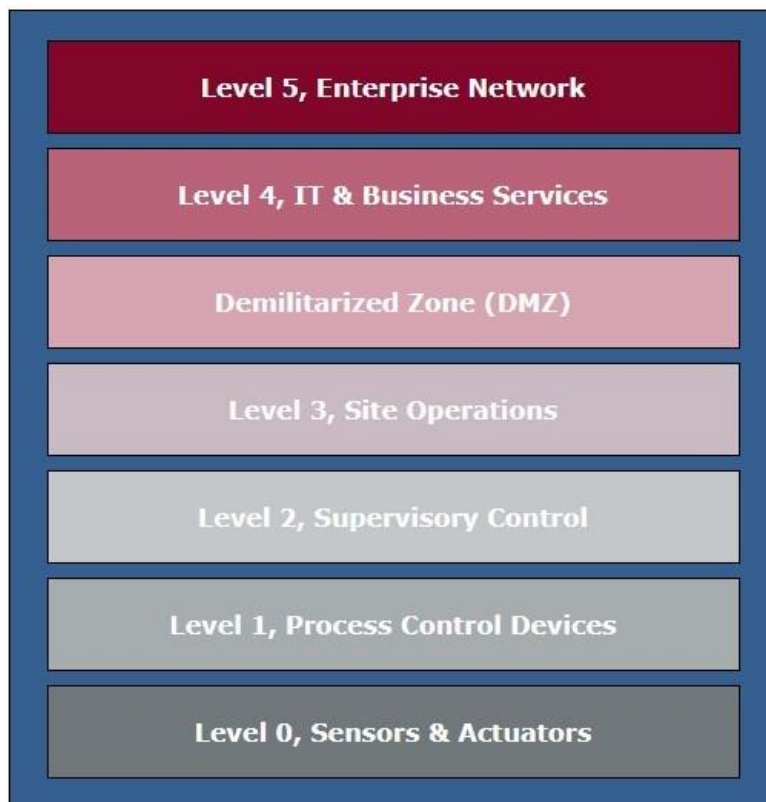 Level 5, Enterprise Network
Level 4, IT & Business Services
Demilitarized Zone (DMZ)
Level 3, Site Operations
Level 2, Supervisory Control
Level 1, Process Control Devices
Level 0, Sensors & Actuators